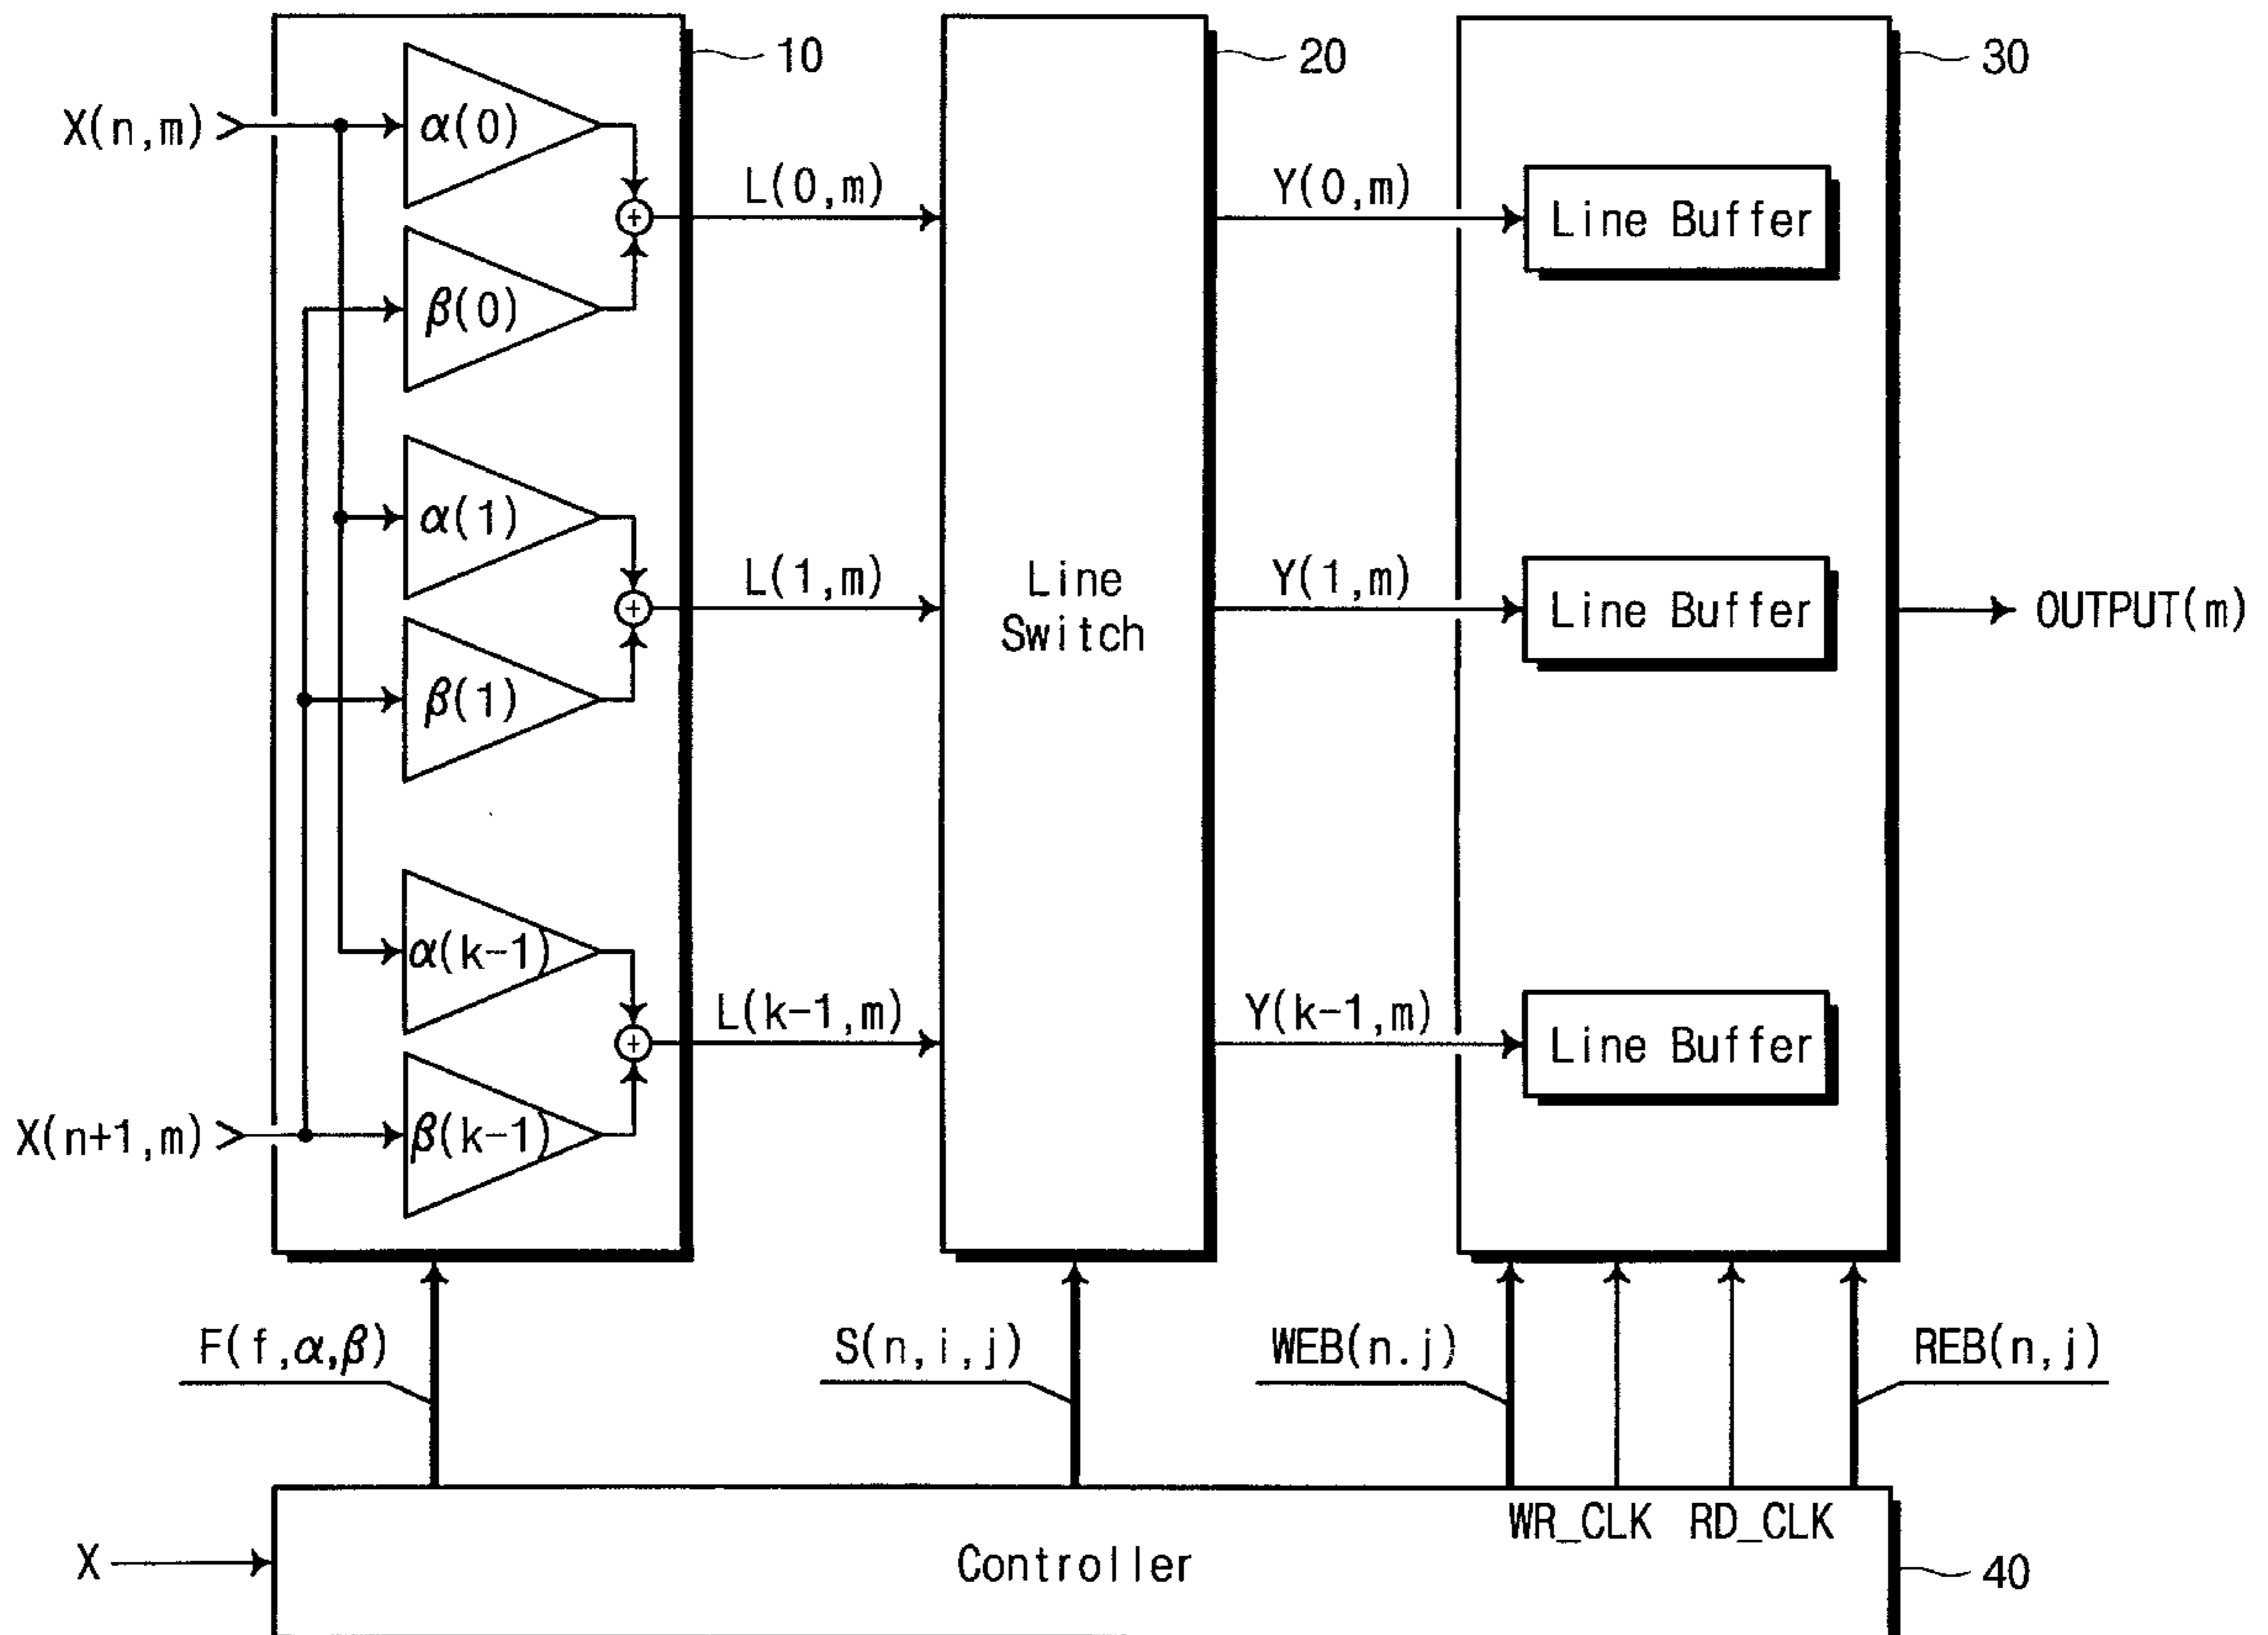 10
20
30
X(n,m)
α(0)
L(0,m)
Y(0,m)
Line Buffer
β(0)
α(1)
L(1,m)
Line
Switch
Y(1,m)
Line Buffer
OUTPUT(m)
β(1)
α(k-1)
L(k-1,m)
Y(k-1,m)
Line Buffer
X(n+1,m)
β(k-1)
F(f,α,β)
S(n,i,j)
WEB(n.j)
REB(n,j)
WR_CLK
RD_CLK
X
Controller
40